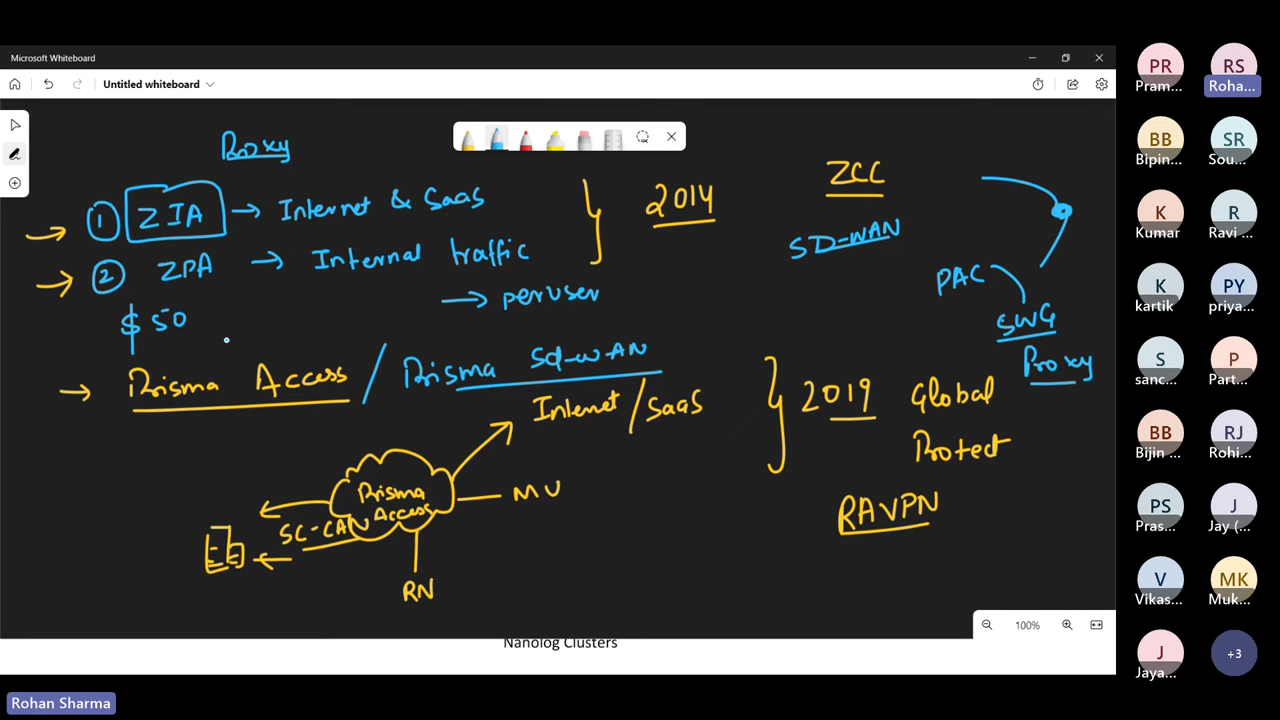 Microsoft Whiteboard
Untitled whiteboard
Proxy
① ZIA → Internet & SaaS
2014
ZCC
② ZPA → Internal traffic
SD-WAN
→ per user
PAC
$ 50
SWG
Proxy
Prisma Access / Prisma Sd-WAN
Internet/SaaS
2019 Global Protect
Prisma Access
MU
SC-CAN
RAVPN
RN
100%
Nanolog Clusters
Rohan Sharma
PR
Pram...
RS
Roha...
BB
Bipin...
SR
Sou...
K
Kumar
R
Ravi ...
K
kartik
PY
priya...
S
sanc...
P
Part...
BB
Bijin ...
RJ
Rohi...
PS
Pras...
J
Jay (...
V
Vikas...
MK
Muk...
J
Jaya...
+3